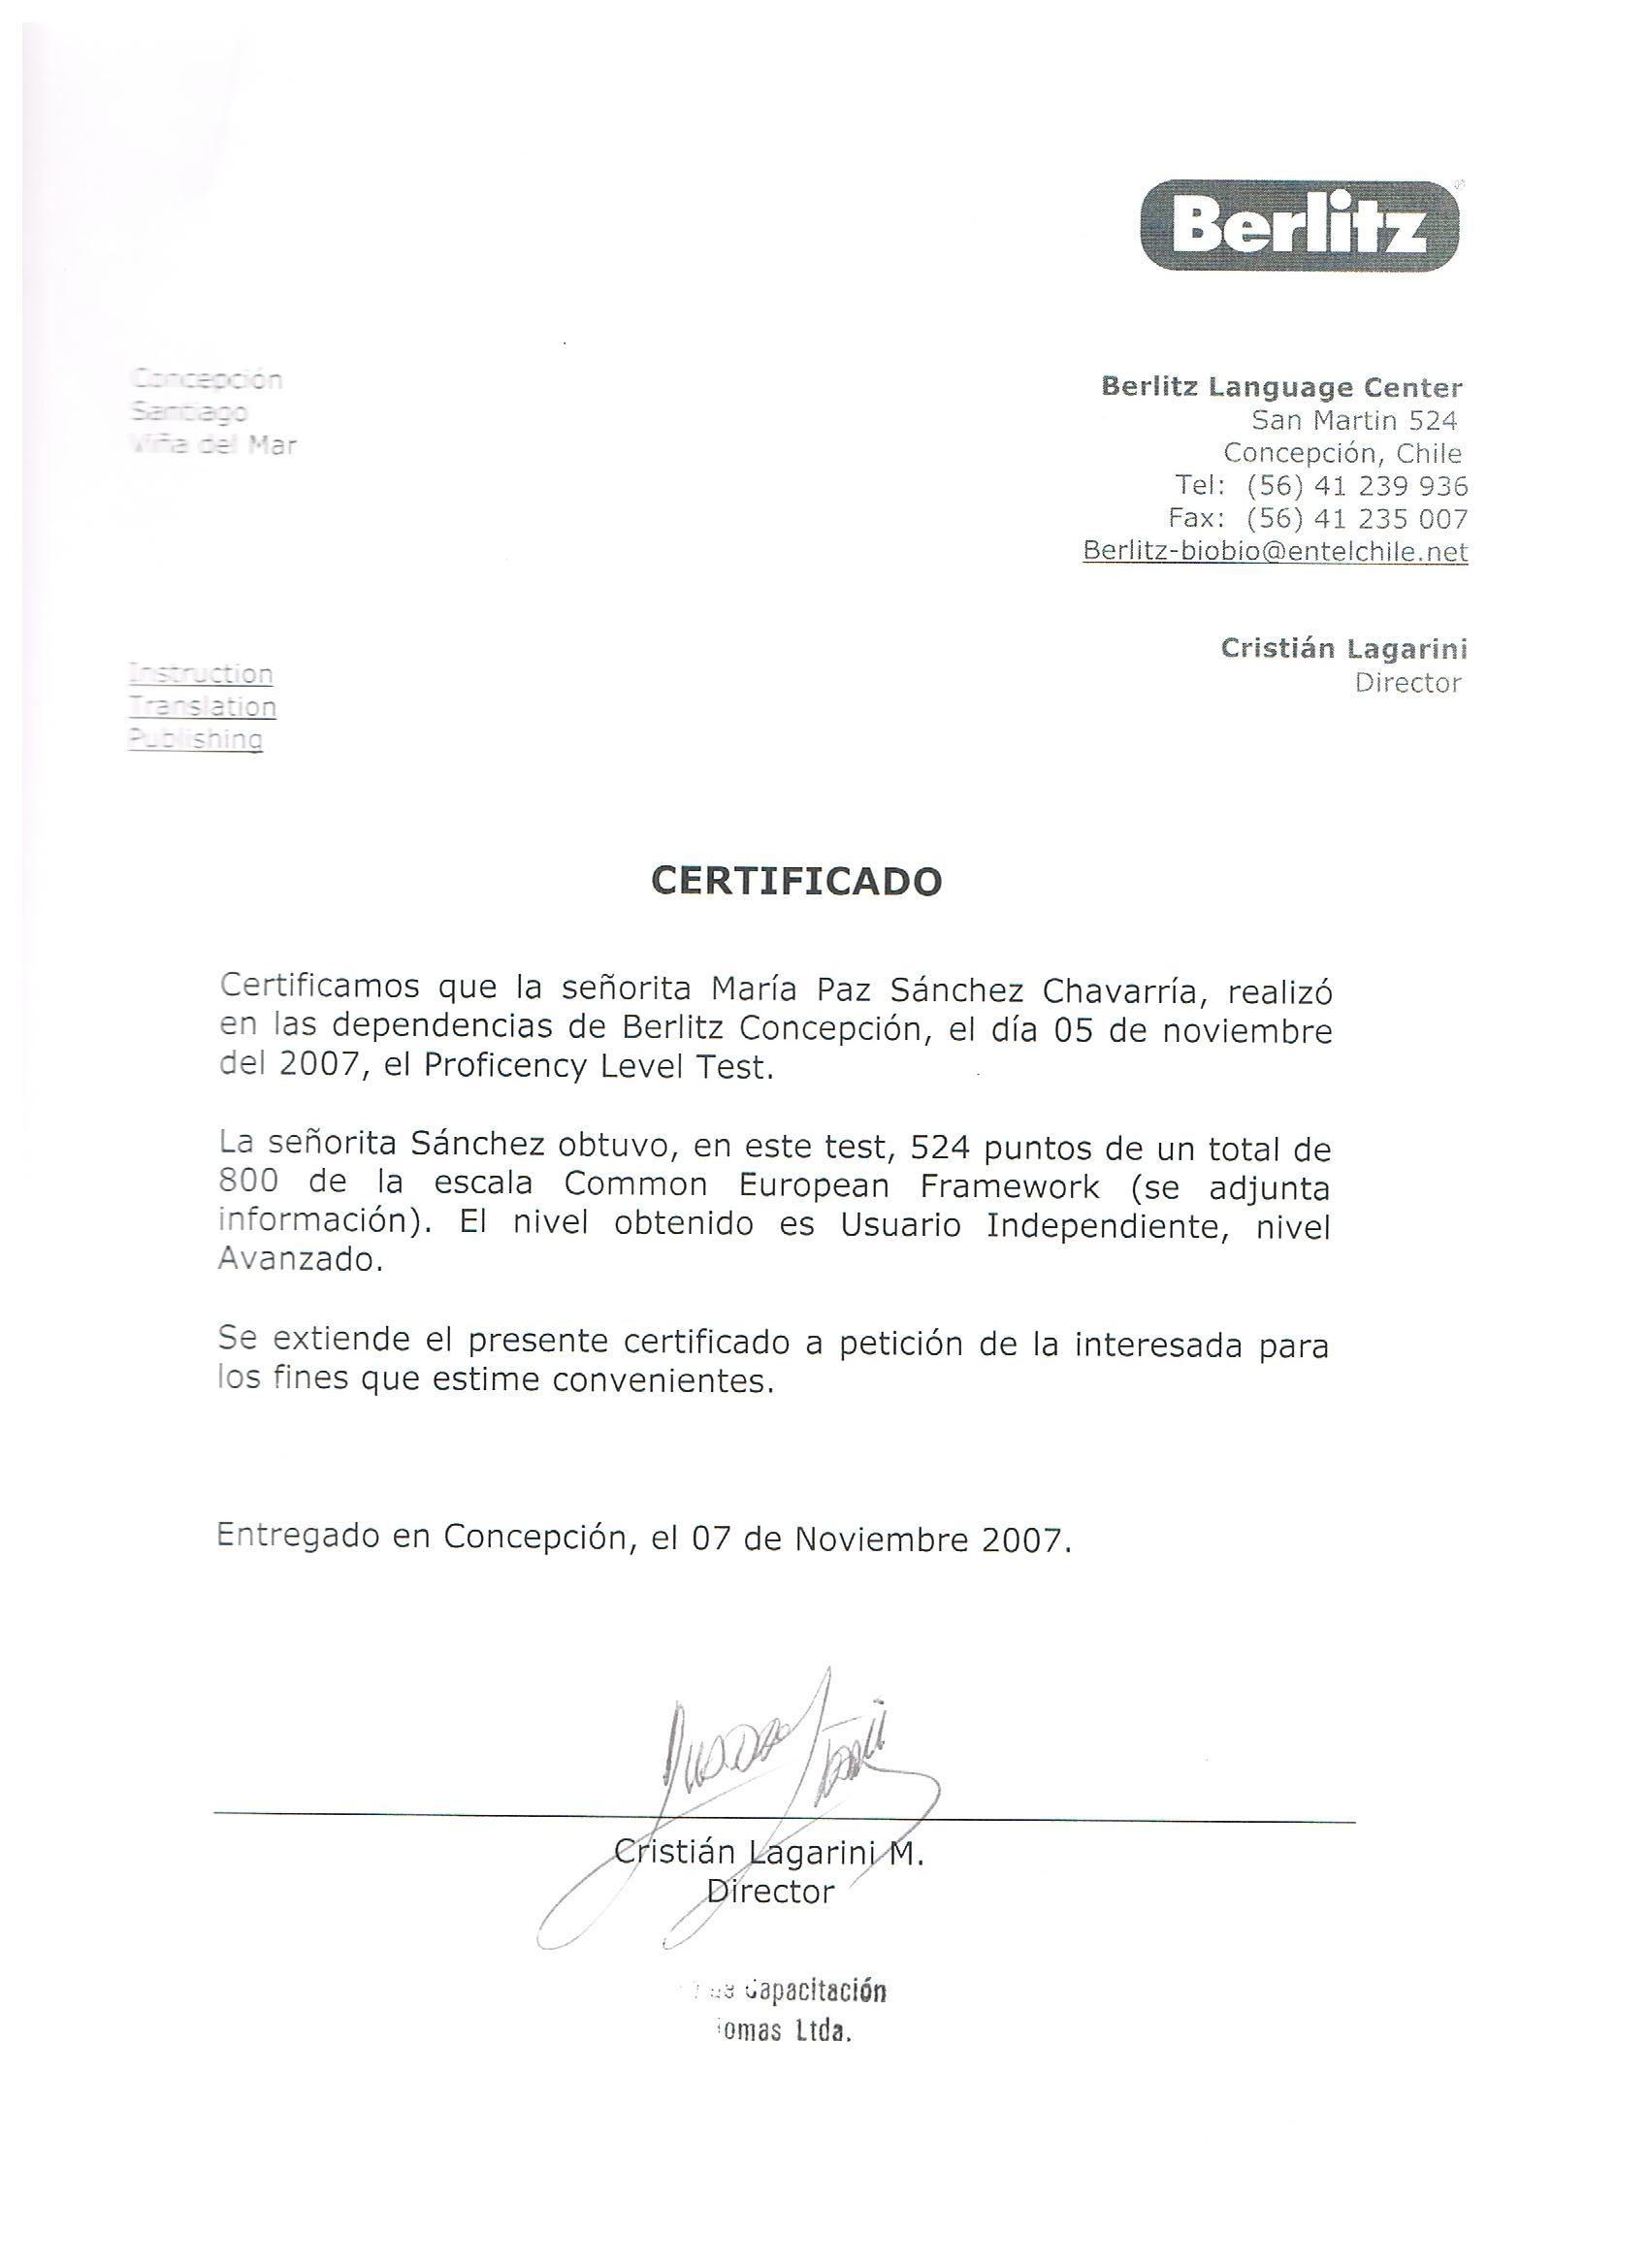 Berlitz
Concepción
Santiago
Viña del Mar
Berlitz Language Center
San Martin 524
Concepción, Chile
Tel: (56) 41 239 936
Fax: (56) 41 235 007
Berlitz-biobio@entelchile.net
Cristián Lagarini
Director
Instruction
Translation
Publishing
CERTIFICADO
Certificamos que la señorita María Paz Sánchez Chavarría, realizó
en las dependencias de Berlitz Concepción, el día 05 de noviembre
del 2007, el Proficency Level Test.
La señorita Sánchez obtuvo, en este test, 524 puntos de un total de
800 de la escala Common European Framework (se adjunta
información). El nivel obtenido es Usuario Independiente, nivel
Avanzado.
Se extiende el presente certificado a petición de la interesada para
los fines que estime convenientes.
Entregado en Concepción, el 07 de Noviembre 2007.
Cristián Lagarini M.
Director
de Capacitación
Ltda.